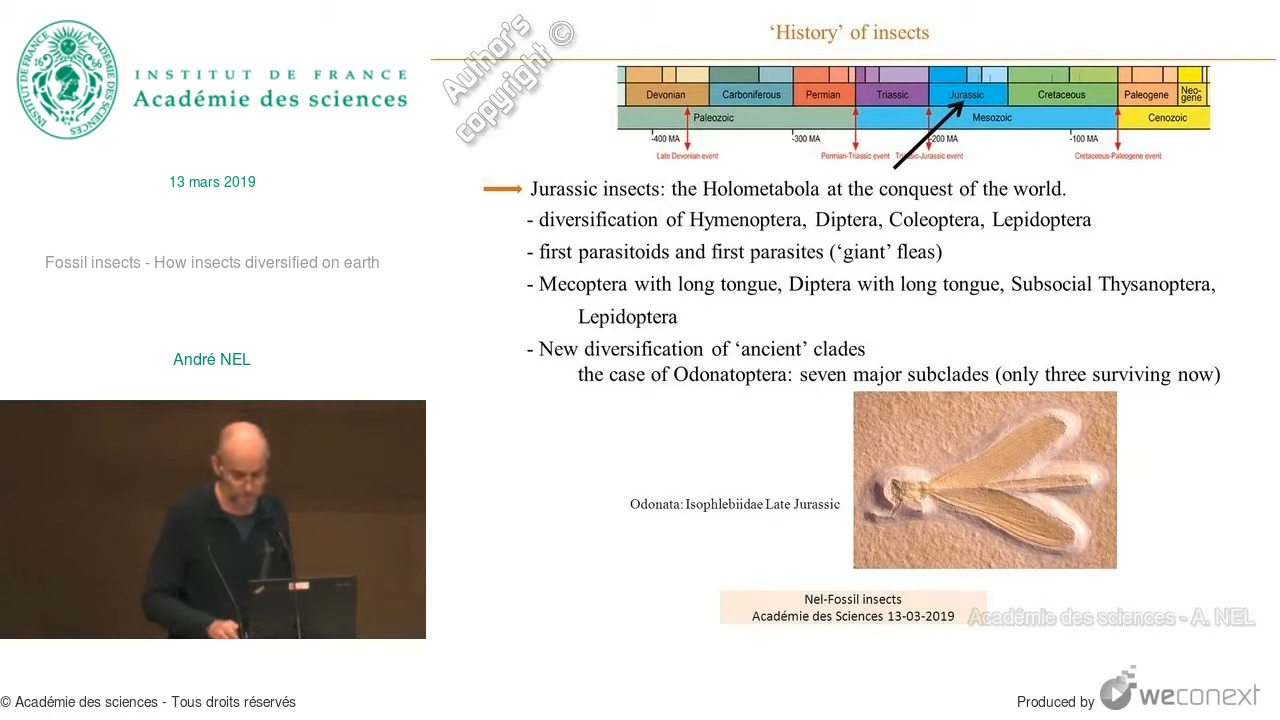 INSTITUT DE FRANCE
Académie des sciences
13 mars 2019
Fossil insects - How insects diversified on earth
André NEL
Author's
copyright ©
'History' of insects
Devonian Carboniferous Permian Triassic Jurassic Cretaceous Paleogene Neo-
gene
Paleozoic Mesozoic Cenozoic
-400 MA -300 MA -200 MA -100 MA
Late Devonian event Permian-Triassic event Triassic-Jurassic event Cretaceous-Paleogene event
Jurassic insects: the Holometabola at the conquest of the world.
- diversification of Hymenoptera, Diptera, Coleoptera, Lepidoptera
- first parasitoids and first parasites ('giant' fleas)
- Mecoptera with long tongue, Diptera with long tongue, Subsocial Thysanoptera,
Lepidoptera
- New diversification of 'ancient' clades
the case of Odonatoptera: seven major subclades (only three surviving now)
Odonata: Isophlebiidae Late Jurassic
Nel-Fossil insects
Académie des Sciences 13-03-2019
Académie des sciences - A. NEL
© Académie des sciences - Tous droits réservés
Produced by weconext